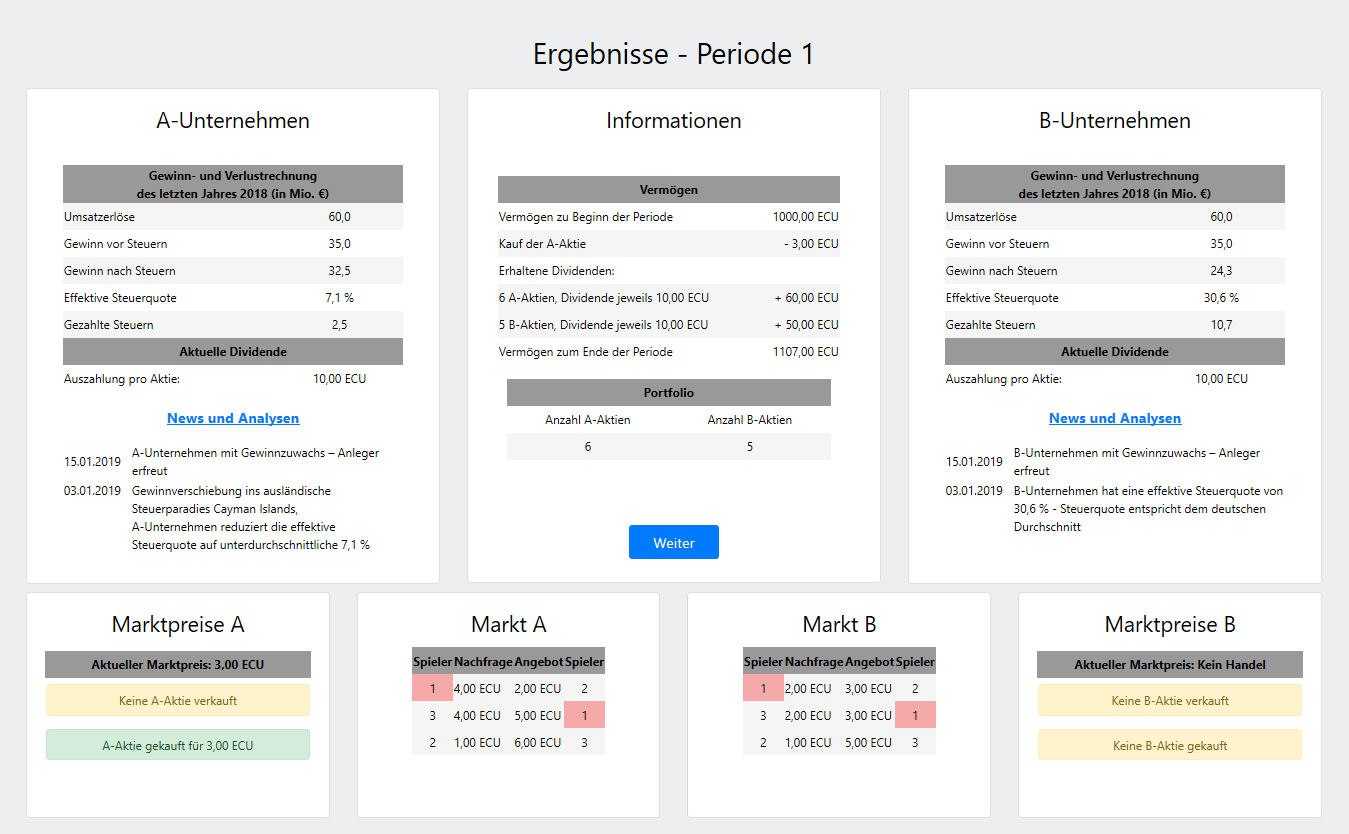 Ergebnisse - Periode 1
A-Unternehmen
Gewinn- und Verlustrechnung
des letzten Jahres 2018 (in Mio. €)
Umsatzerlöse 60,0
Gewinn vor Steuern 35,0
Gewinn nach Steuern 32,5
Effektive Steuerquote 7,1 %
Gezahlte Steuern 2,5
Aktuelle Dividende
Auszahlung pro Aktie: 10,00 ECU
News und Analysen
15.01.2019 A-Unternehmen mit Gewinnzuwachs – Anleger
erfreut
03.01.2019 Gewinnverschiebung ins ausländische
Steuerparadies Cayman Islands,
A-Unternehmen reduziert die effektive
Steuerquote auf unterdurchschnittliche 7,1 %
Informationen
Vermögen
Vermögen zu Beginn der Periode 1000,00 ECU
Kauf der A-Aktie - 3,00 ECU
Erhaltene Dividenden:
6 A-Aktien, Dividende jeweils 10,00 ECU + 60,00 ECU
5 B-Aktien, Dividende jeweils 10,00 ECU + 50,00 ECU
Vermögen zum Ende der Periode 1107,00 ECU
Portfolio
Anzahl A-Aktien Anzahl B-Aktien
6 5
Weiter
B-Unternehmen
Gewinn- und Verlustrechnung
des letzten Jahres 2018 (in Mio. €)
Umsatzerlöse 60,0
Gewinn vor Steuern 35,0
Gewinn nach Steuern 24,3
Effektive Steuerquote 30,6 %
Gezahlte Steuern 10,7
Aktuelle Dividende
Auszahlung pro Aktie: 10,00 ECU
News und Analysen
15.01.2019 B-Unternehmen mit Gewinnzuwachs – Anleger
erfreut
03.01.2019 B-Unternehmen hat eine effektive Steuerquote von
30,6 % - Steuerquote entspricht dem deutschen
Durchschnitt
Marktpreise A
Aktueller Marktpreis: 3,00 ECU
Keine A-Aktie verkauft
A-Aktie gekauft für 3,00 ECU
Markt A
Spieler Nachfrage Angebot Spieler
1 4,00 ECU 2,00 ECU 2
3 4,00 ECU 5,00 ECU 1
2 1,00 ECU 6,00 ECU 3
Markt B
Spieler Nachfrage Angebot Spieler
1 2,00 ECU 3,00 ECU 2
3 2,00 ECU 3,00 ECU 1
2 1,00 ECU 5,00 ECU 3
Marktpreise B
Aktueller Marktpreis: Kein Handel
Keine B-Aktie verkauft
Keine B-Aktie gekauft